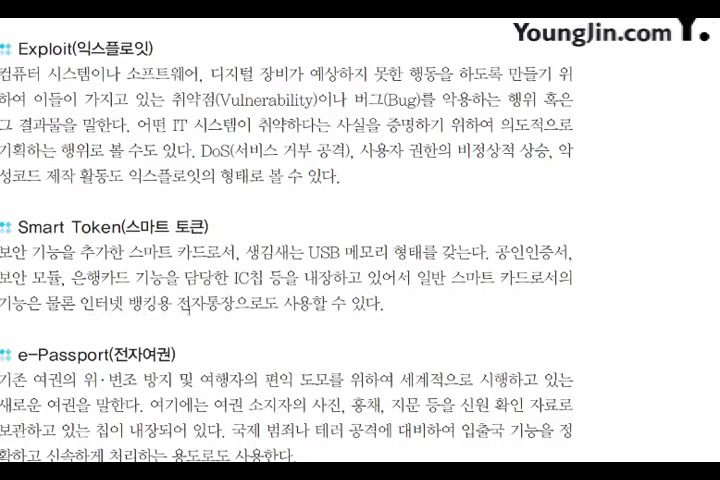 YoungJin.com Y.
Exploit(익스플로잇)
컴퓨터 시스템이나 소프트웨어, 디지털 장비가 예상하지 못한 행동을 하도록 만들기 위
하여 이들이 가지고 있는 취약점(Vulnerability)이나 버그(Bug)를 악용하는 행위 혹은
그 결과물을 말한다. 어떤 IT 시스템이 취약하다는 사실을 증명하기 위하여 의도적으로
기획하는 행위로 볼 수도 있다. DoS(서비스 거부 공격), 사용자 권한의 비정상적 상승, 악
성코드 제작 활동도 익스플로잇의 형태로 볼 수 있다.
Smart Token(스마트 토큰)
보안 기능을 추가한 스마트 카드로서, 생김새는 USB 메모리 형태를 갖는다. 공인인증서,
보안 모듈, 은행카드 기능을 담당한 IC칩 등을 내장하고 있어서 일반 스마트 카드로서의
기능은 물론 인터넷 뱅킹용 전자통장으로도 사용할 수 있다.
e-Passport(전자여권)
기존 여권의 위·변조 방지 및 여행자의 편익 도모를 위하여 세계적으로 시행하고 있는
새로운 여권을 말한다. 여기에는 여권 소지자의 사진, 홍채, 지문 등을 신원 확인 자료로
보관하고 있는 칩이 내장되어 있다. 국제 범죄나 테러 공격에 대비하여 입출국 기능을 정
확하고 신속하게 처리하는 용도로도 사용한다.